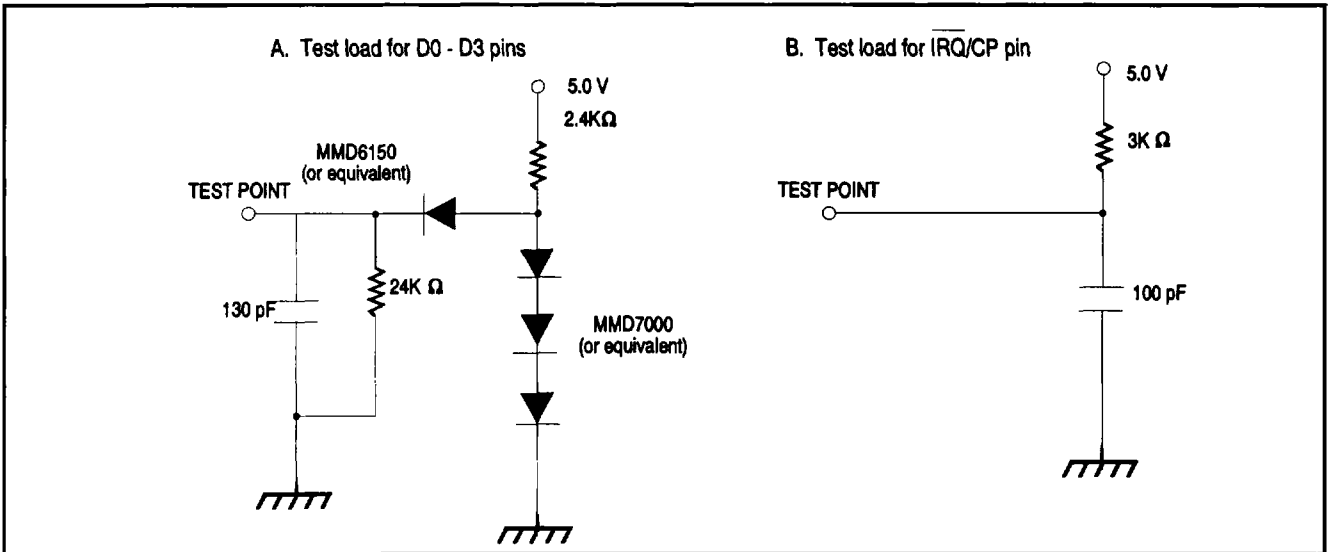 A. Test load for D0 - D3 pins
5.0 V
2.4KΩ
MMD6150
(or equivalent)
TEST POINT
24K Ω
130 pF
MMD7000
(or equivalent)
B. Test load for IRQ/CP pin
5.0 V
3K Ω
TEST POINT
100 pF